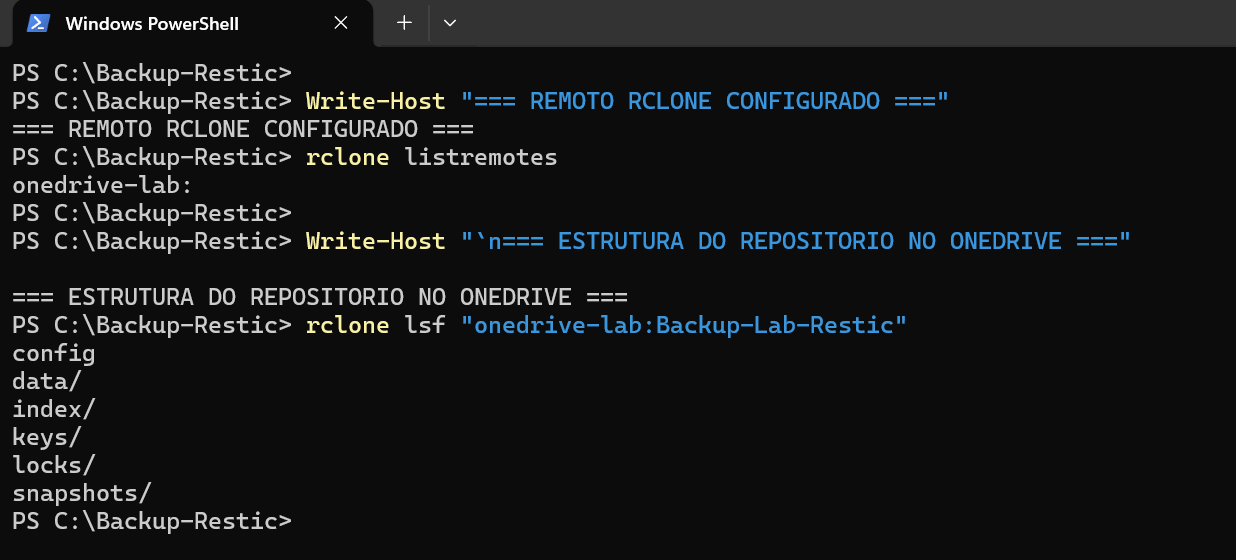 Windows PowerShell
PS C:\Backup-Restic>
PS C:\Backup-Restic> Write-Host "=== REMOTO RCLONE CONFIGURADO ==="
=== REMOTO RCLONE CONFIGURADO ===
PS C:\Backup-Restic> rclone listremotes
onedrive-lab:
PS C:\Backup-Restic>
PS C:\Backup-Restic> Write-Host "`n=== ESTRUTURA DO REPOSITORIO NO ONEDRIVE ==="
=== ESTRUTURA DO REPOSITORIO NO ONEDRIVE ===
PS C:\Backup-Restic> rclone lsf "onedrive-lab:Backup-Lab-Restic"
config
data/
index/
keys/
locks/
snapshots/
PS C:\Backup-Restic>